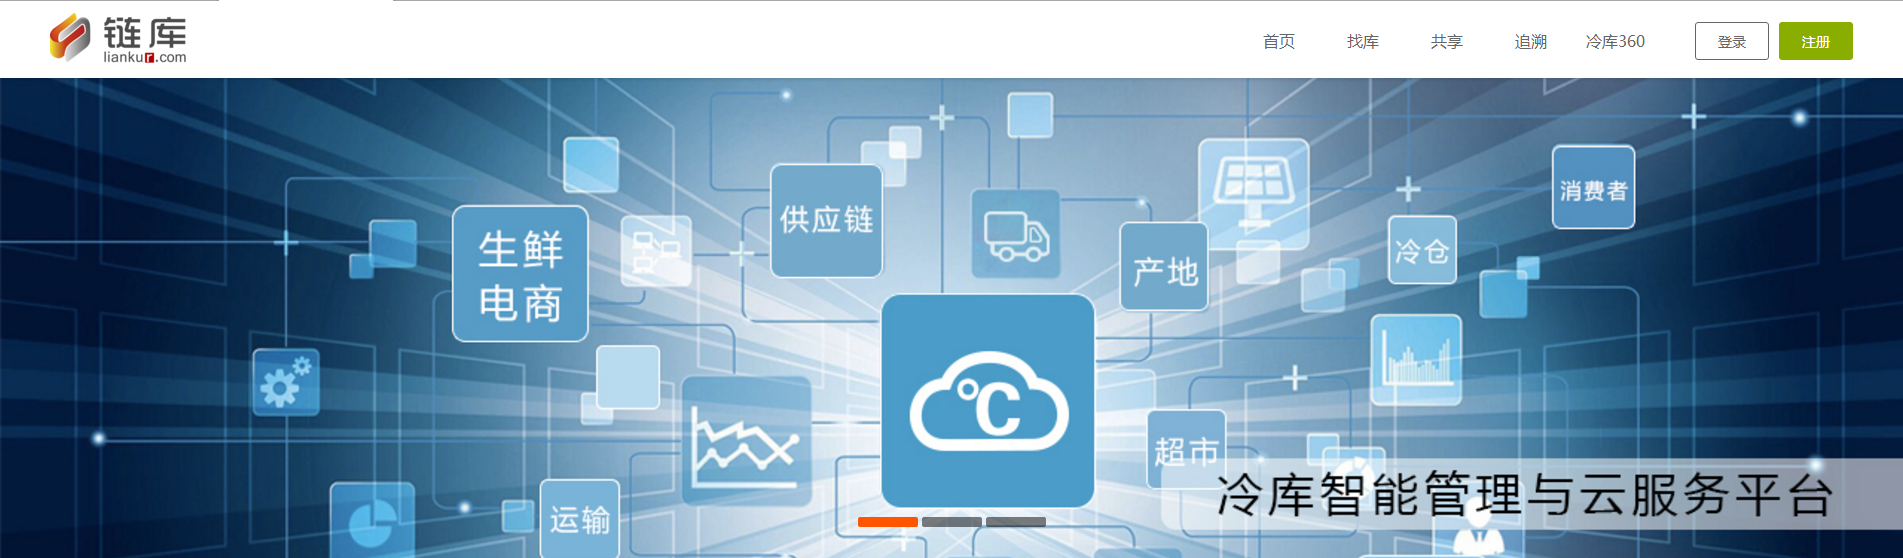 链库
liankur.com
首页
找库
共享
追溯
冷库360
登录
注册
消费者
供应链
生鲜
电商
冷仓
产地
℃
超市
冷库智能管理与云服务平台
运输